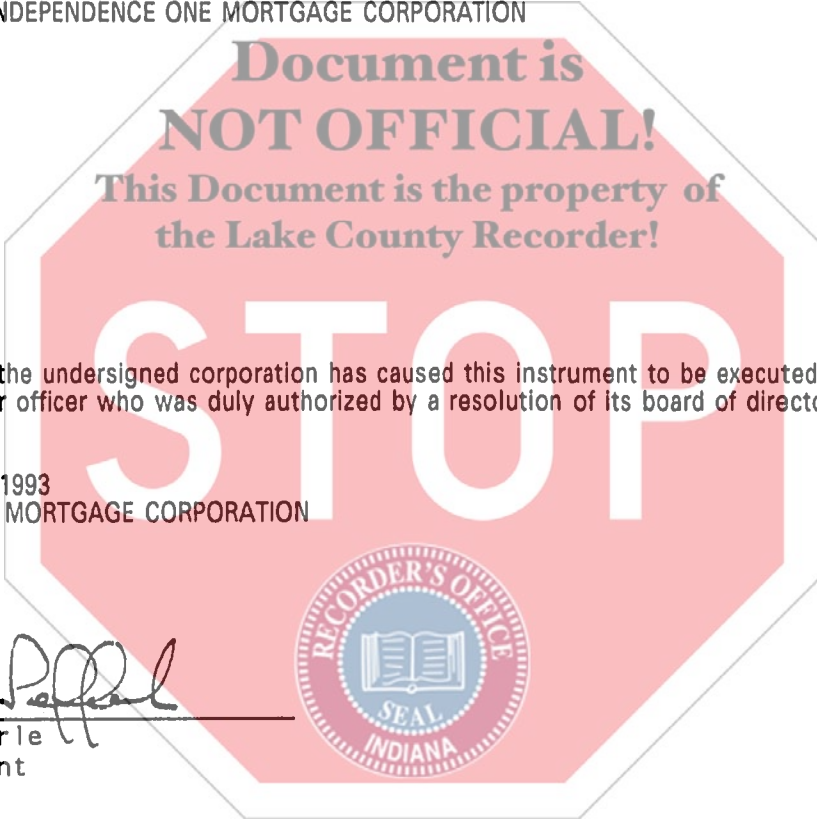 NDEPENDENCE ONE MORTGAGE CORPORATION
Document is
NOT OFFICIAL!
This Document is the property of
the Lake County Recorder!
STOP
the undersigned corporation has caused this instrument to be executed
r officer who was duly authorized by a resolution of its board of directo
1993
MORTGAGE CORPORATION
RECORDER'S OFFICE
SEAL
INDIANA
rle
nt